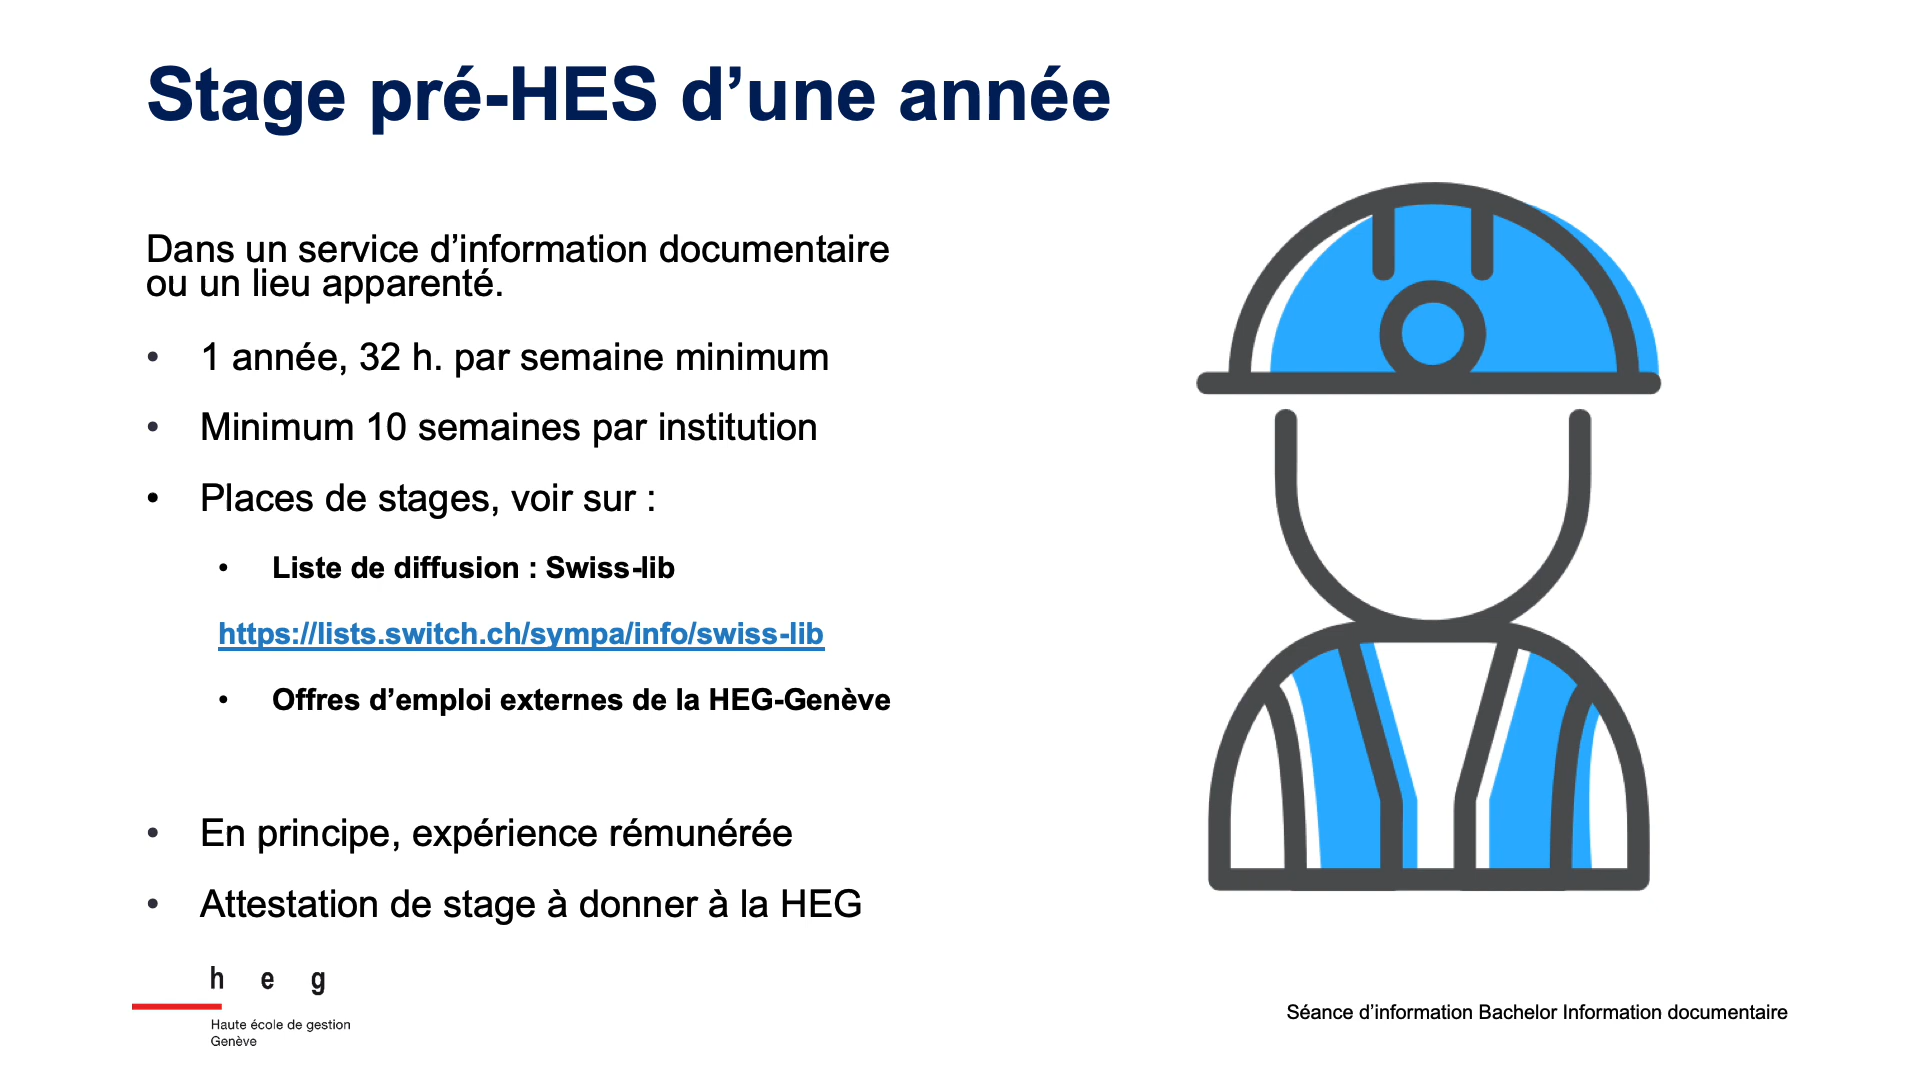 Stage pré-HES d’une année
Dans un service d’information documentaire
ou un lieu apparenté.
• 1 année, 32 h. par semaine minimum
• Minimum 10 semaines par institution
• Places de stages, voir sur :
• Liste de diffusion : Swiss-lib
https://lists.switch.ch/sympa/info/swiss-lib
• Offres d’emploi externes de la HEG-Genève
• En principe, expérience rémunérée
• Attestation de stage à donner à la HEG
h e g
Haute école de gestion
Genève
Séance d’information Bachelor Information documentaire